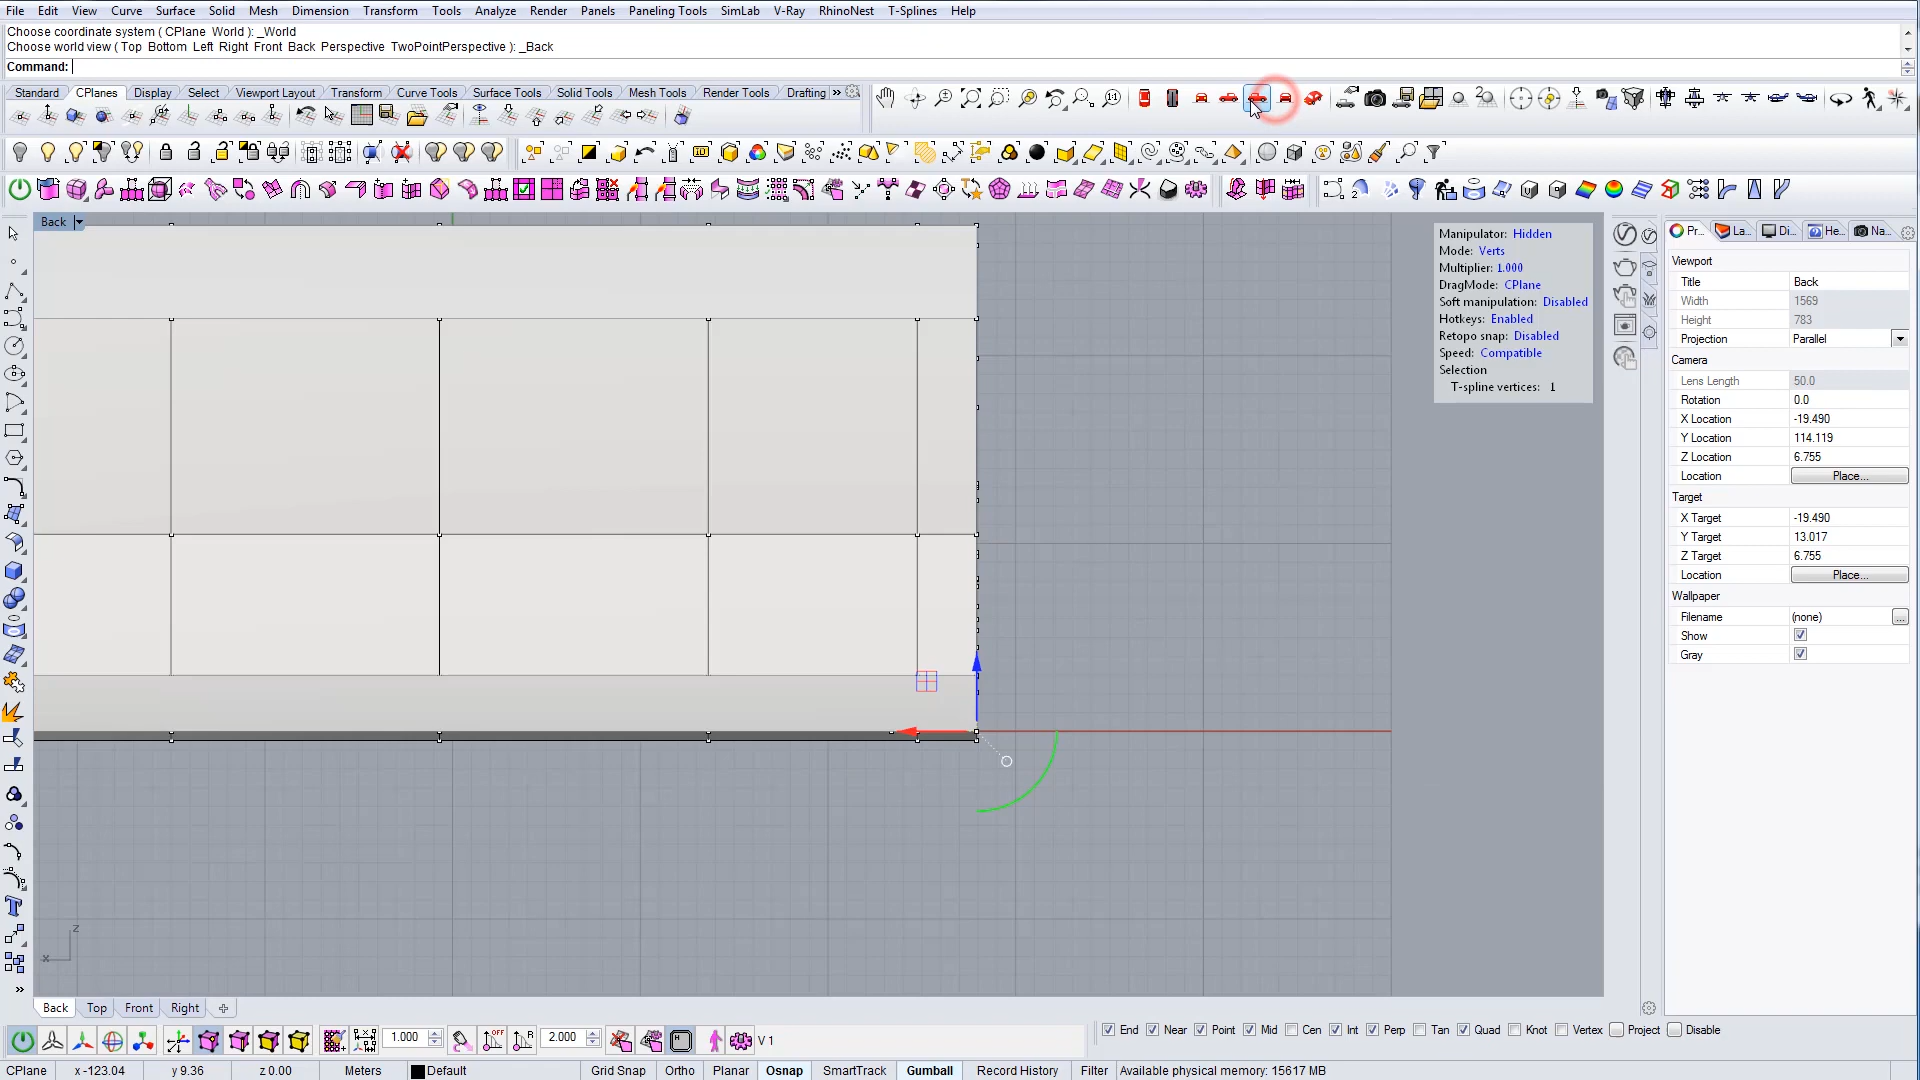 File Edit View Curve Surface Solid Mesh Dimension Transform Tools Analyze Render Panels Paneling Tools SimLab V-Ray RhinoNest T-Splines Help
Choose coordinate system ( CPlane World ): _World
Choose world view ( Top Bottom Left Right Front Back Perspective TwoPointPerspective ): _Back
Command:
Standard CPlanes Display Select Viewport Layout Transform Curve Tools Surface Tools Solid Tools Mesh Tools Render Tools Drafting »
Back
Manipulator: Hidden
Mode: Verts
Multiplier: 1.000
DragMode: CPlane
Soft manipulation: Disabled
Hotkeys: Enabled
Retopo snap: Disabled
Speed: Compatible
Selection
T-spline vertices: 1
Pr... La... Di... He... Na...
Viewport
Title Back
Width 1569
Height 783
Projection Parallel
Camera
Lens Length 50.0
Rotation 0.0
X Location -19.490
Y Location 114.119
Z Location 6.755
Location Place...
Target
X Target -19.490
Y Target 13.017
Z Target 6.755
Location Place...
Wallpaper
Filename (none) ...
Show
Gray
z
x
»
Back Top Front Right
1.000 OFF R 2.000 H V 1
End Near Point Mid Cen Int Perp Tan Quad Knot Vertex Project Disable
CPlane x -123.04 y 9.36 z 0.00 Meters Default Grid Snap Ortho Planar Osnap SmartTrack Gumball Record History Filter Available physical memory: 15617 MB